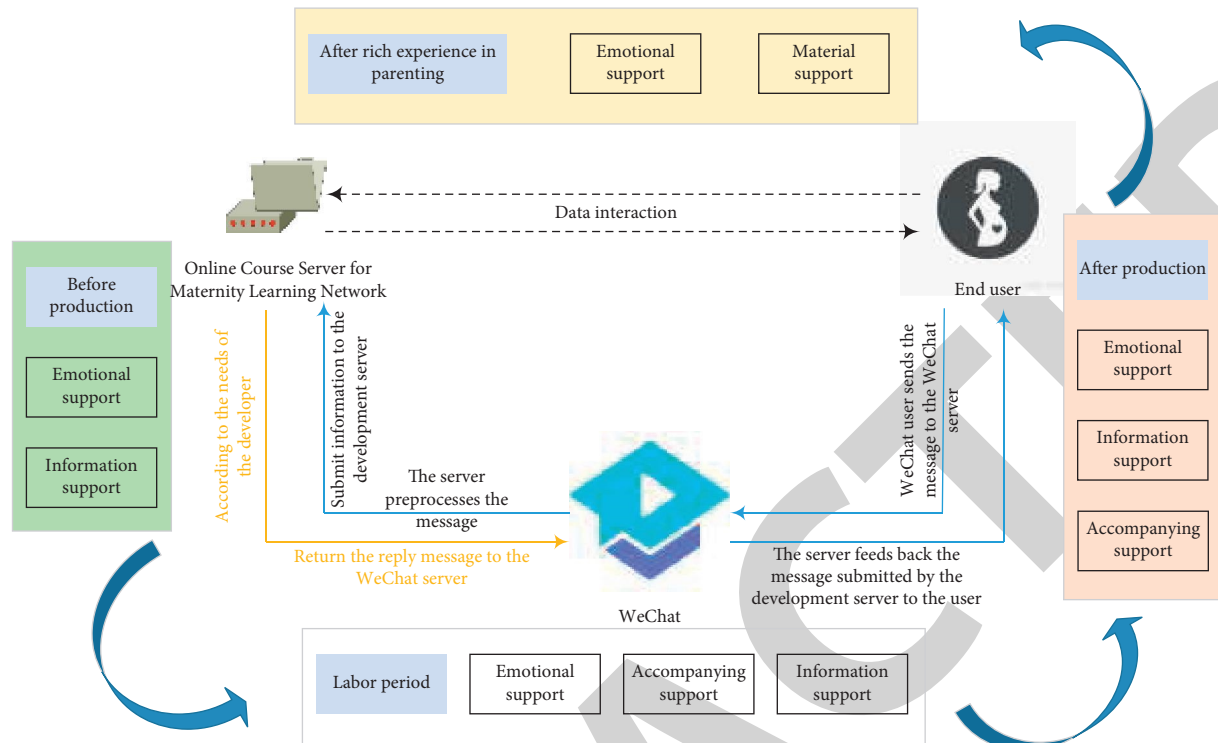 After rich experience in
parenting
Emotional
support
Material
support
Data interaction
Online Course Server for
Maternity Learning Network
End user
Before
production
Emotional
support
Information
support
After production
Emotional
support
Information
support
Accompanying
support
According to the needs of
the developer
Submit information to the
development server
The server
preprocesses the
message
WeChat user sends the
message to the WeChat
server
Return the reply message to the
WeChat server
The server feeds back the
message submitted by the
development server to the user
WeChat
Labor period
Emotional
support
Accompanying
support
Information
support